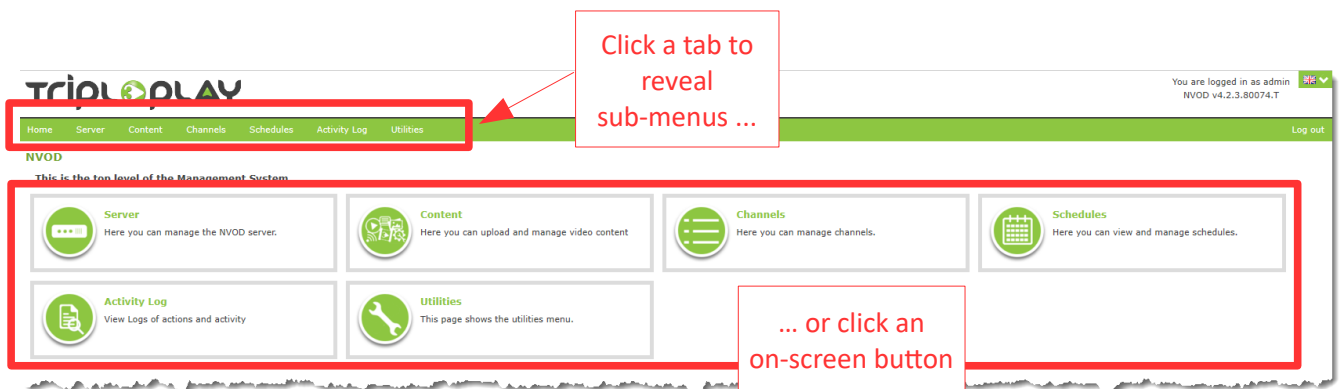 Click a tab to
reveal
sub-menus ...
TriplePlay
You are logged in as admin
NVOD v4.2.3.80074.T
Home Server Content Channels Schedules Activity Log Utilities Log out
NVOD
This is the top level of the Management System
Server
Here you can manage the NVOD server.
Content
Here you can upload and manage video content
Channels
Here you can manage channels.
Schedules
Here you can view and manage schedules.
Activity Log
View Logs of actions and activity
Utilities
This page shows the utilities menu.
... or click an
on-screen button